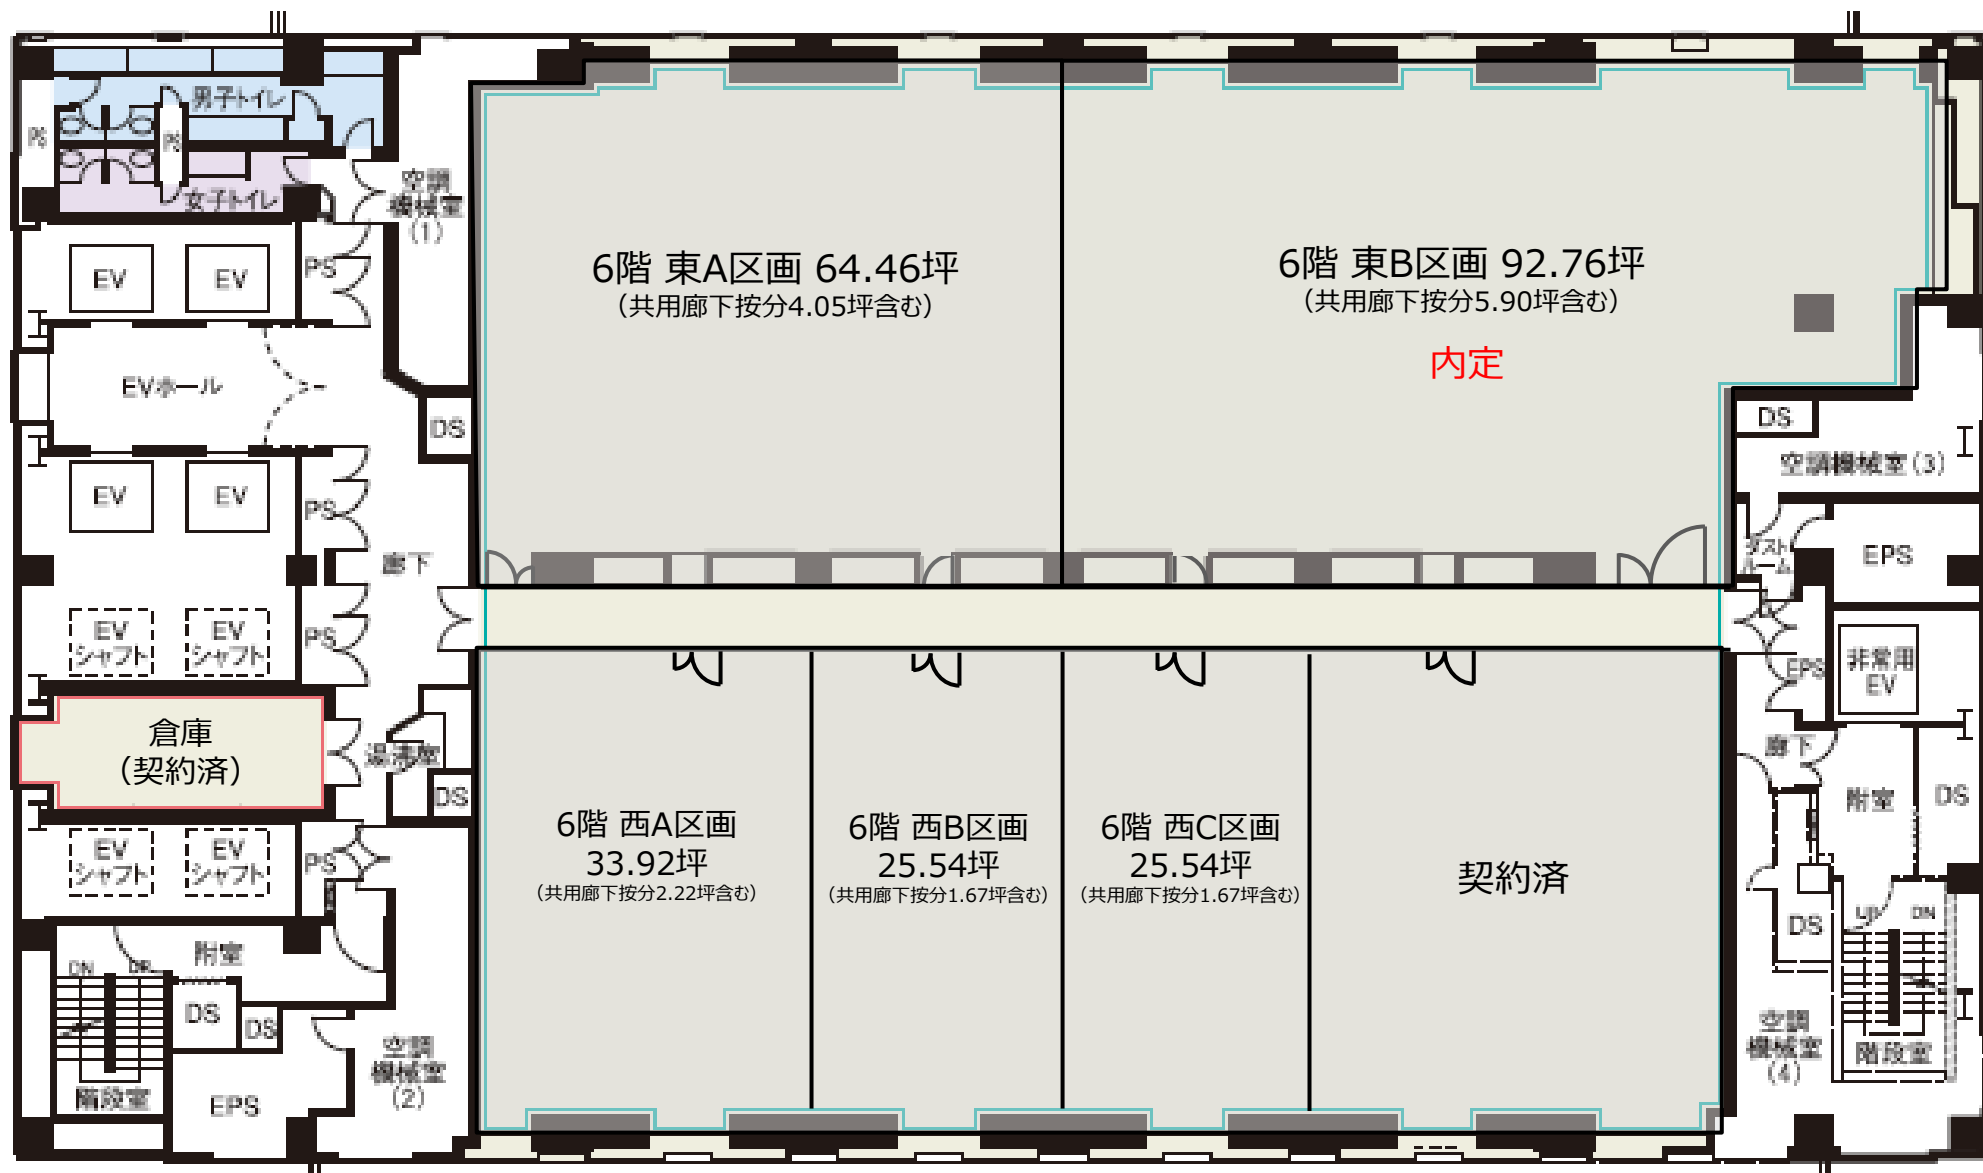 男子トイレ
PS
PS
女子トイレ
空調
機械室
(1)
EV
EV
PS
6階 東A区画 64.46坪
（共用廊下按分4.05坪含む）
6階 東B区画 92.76坪
（共用廊下按分5.90坪含む）
内定
EVホール
DS
DS
空調機械室(3)
EV
EV
PS
廊下
ダスト
ルーム
EPS
EV
シャフト
EV
シャフト
PS
EPS
非常用
EV
倉庫
（契約済）
湯沸室
DS
廊下
附室
DS
EV
シャフト
EV
シャフト
PS
6階 西A区画
33.92坪
（共用廊下按分2.22坪含む）
6階 西B区画
25.54坪
（共用廊下按分1.67坪含む）
6階 西C区画
25.54坪
（共用廊下按分1.67坪含む）
契約済
UP
DN
DS
附室
DN
DS
DS
階段室
EPS
空調
機械室
(2)
空調
機械室
(4)
階段室